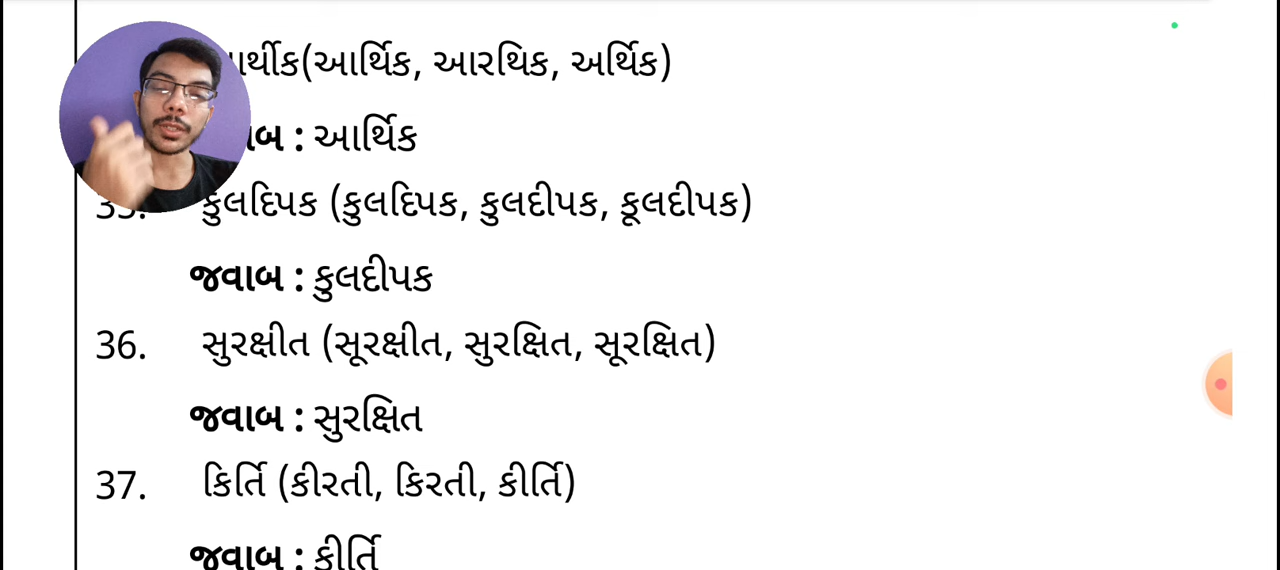 (આર્થિક, આરથિક, અર્થિક)
: આર્થિક
કુલદિપક (કુલદિપક, કુલદીપક, કૂલદીપક)
જવાબ : કુલદીપક
36. સુરક્ષીત (સૂરક્ષીત, સુરક્ષિત, સૂરક્ષિત)
જવાબ : સુરક્ષિત
37. કિર્તિ (કીરતી, કિરતી, કીર્તિ)
જવાબ : કીર્તિ